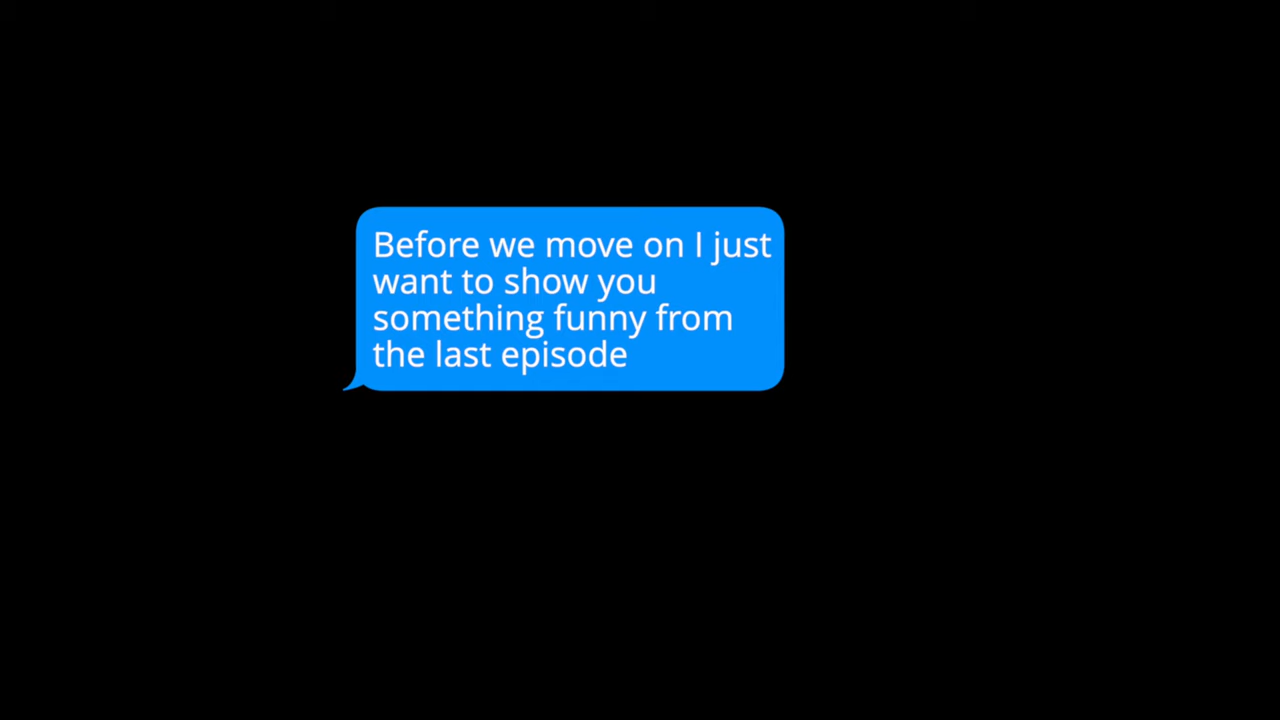 Before we move on I just
want to show you
something funny from
the last episode